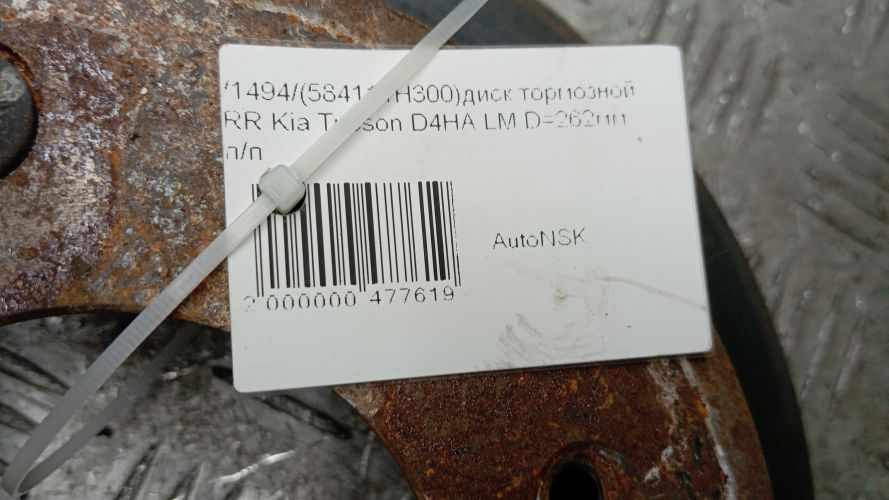 /1494/(58411 H300)диск тормозной
RR Kia T son D4HA LM D=262мм
п/п
AutoNSK
2 000000 477619